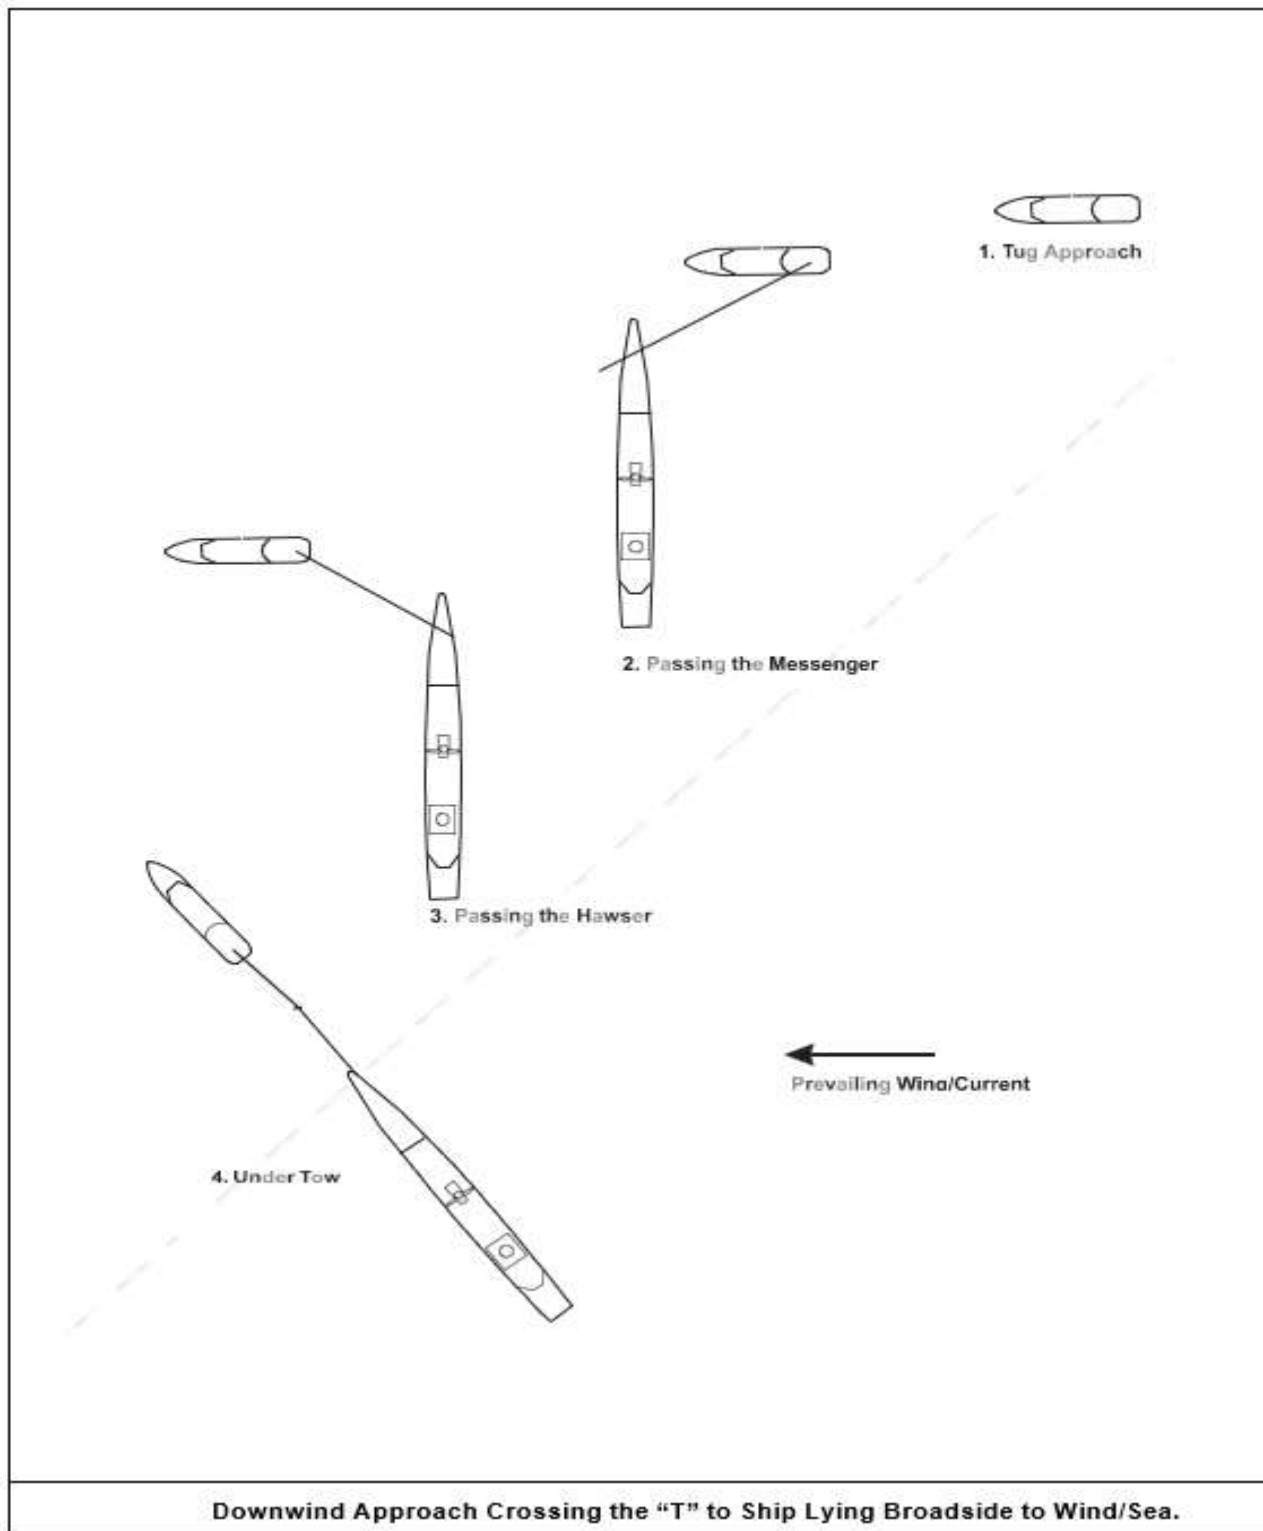 1. Tug Approach
2. Passing the Messenger
3. Passing the Hawser
Prevailing Wind/Current
4. Under Tow
Downwind Approach Crossing the “T” to Ship Lying Broadside to Wind/Sea.